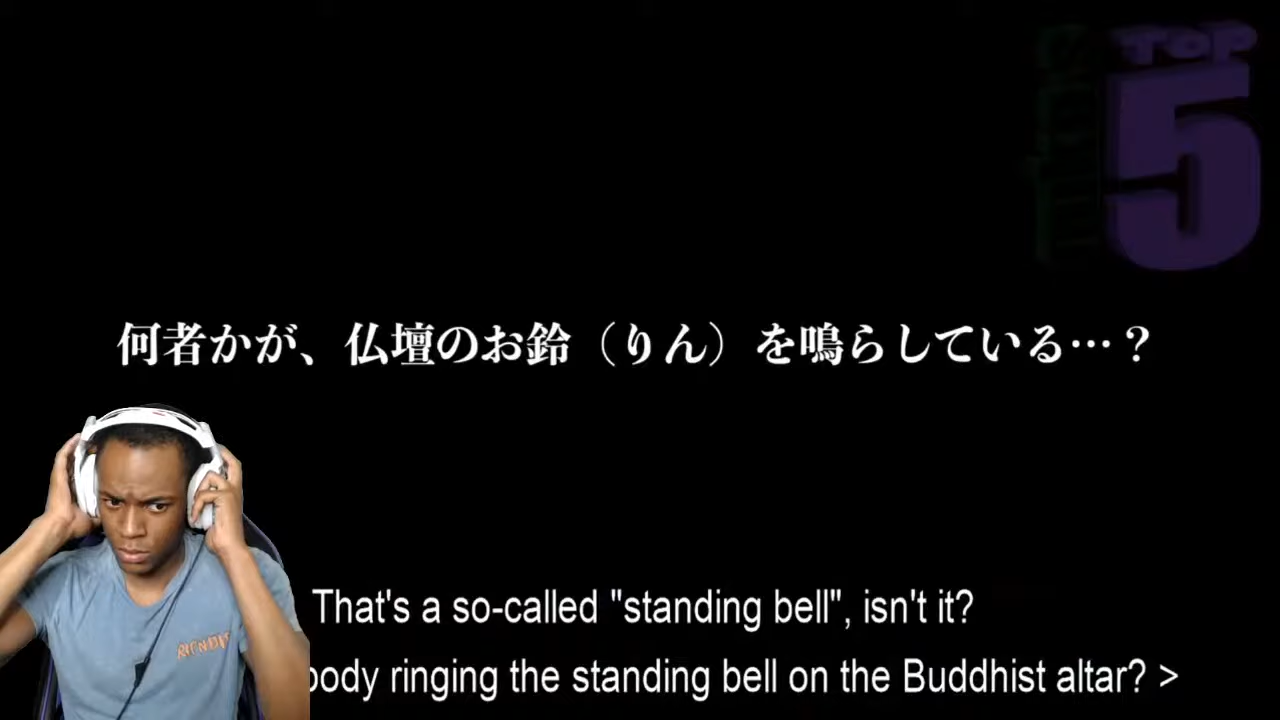 TOP
5
何者かが、仏壇のお鈴（りん）を鳴らしている…？
That's a so-called "standing bell", isn't it?
ringing the standing bell on the Buddhist altar? >